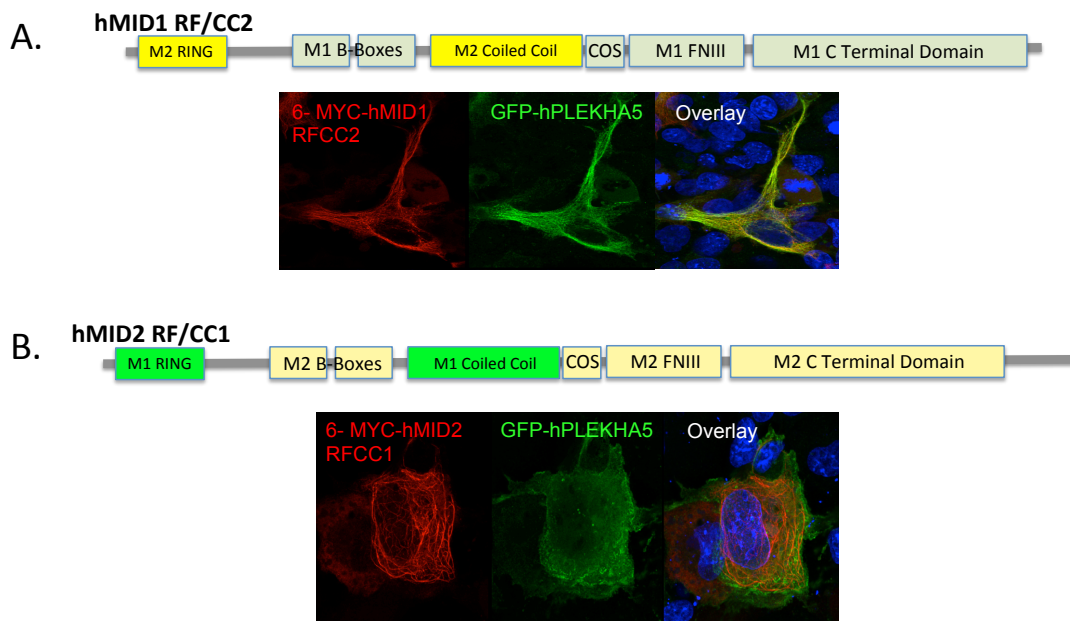 A.
hMID1 RF/CC2
M2 RING M1 B-Boxes M2 Coiled Coil COS M1 FNIII M1 C Terminal Domain
6- MYC-hMID1 GFP-hPLEKHA5 Overlay
RFCC2
hMID2 RF/CC1
B.
M1 RING M2 B-Boxes M1 Coiled Coil COS M2 FNIII M2 C Terminal Domain
6- MYC-hMID2 GFP-hPLEKHA5 Overlay
RFCC1